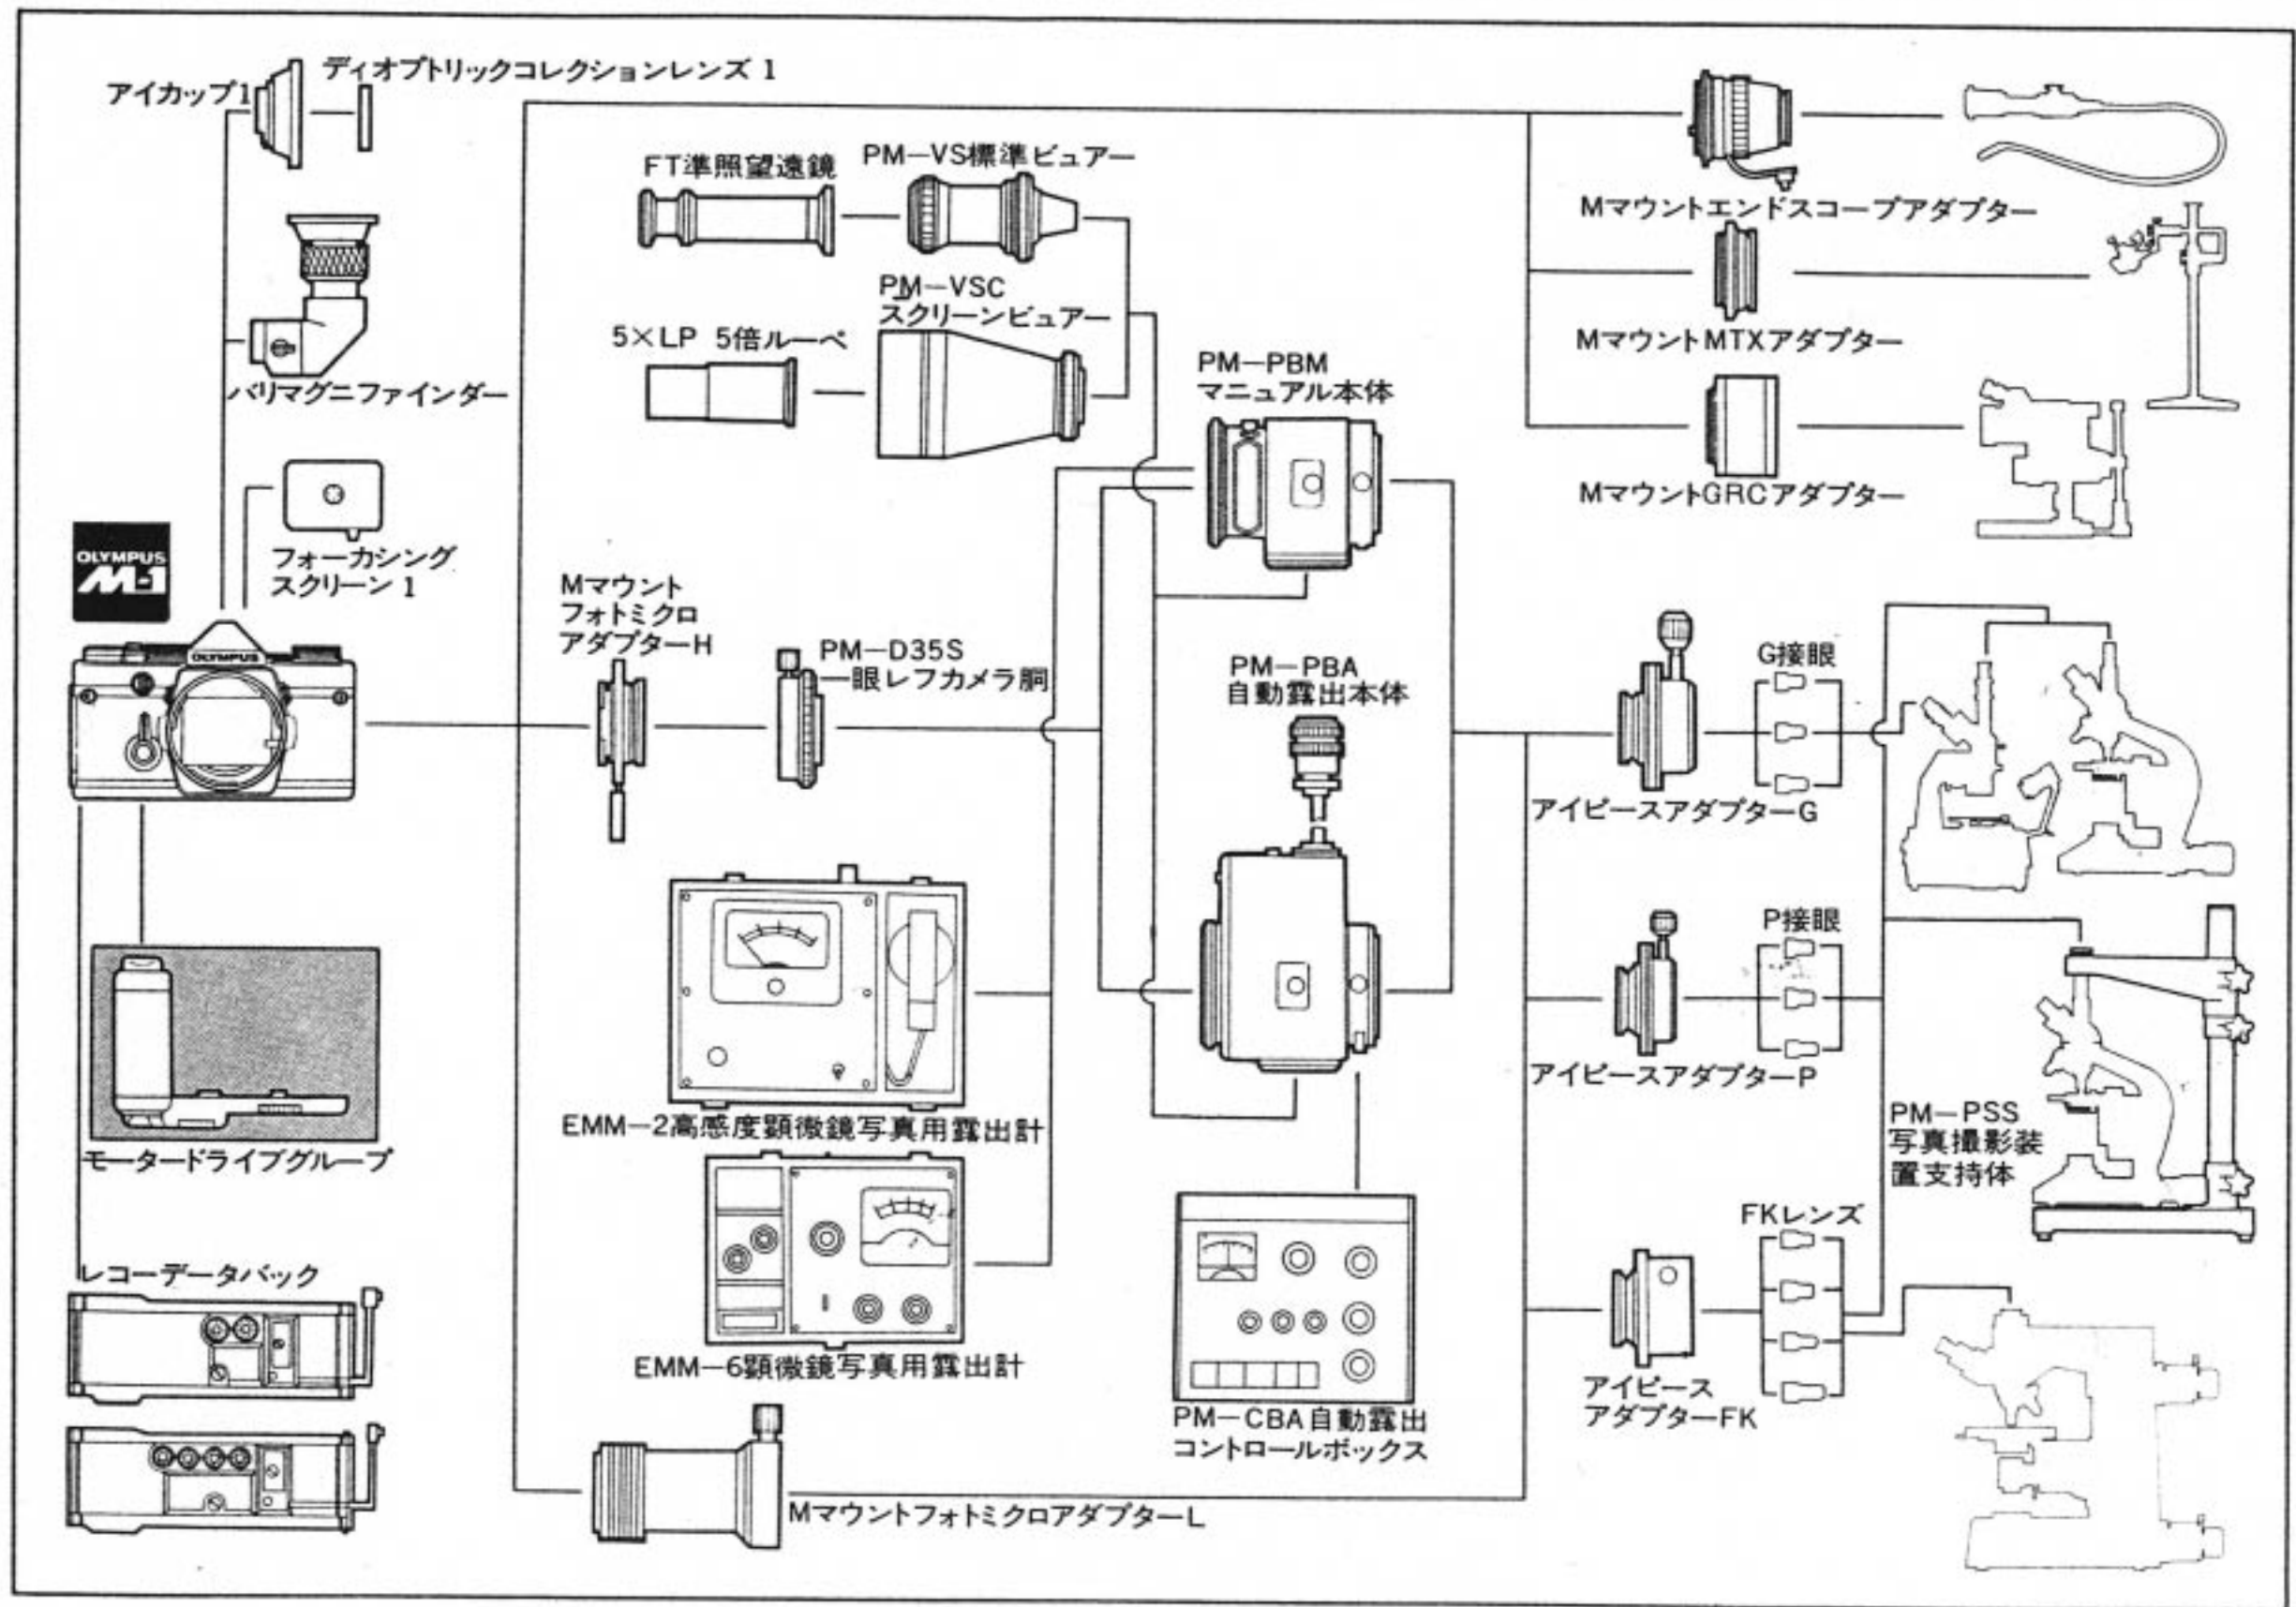 アイカップ1
ディオプトリックコレクションレンズ 1
バリマグニファインダー
フォーカシング
スクリーン 1
OLYMPUS
M-1
OLYMPUS
モータードライブグループ
レコーデータバック
FT準照望遠鏡
PM—VS標準ビュアー
PM—VSC
スクリーンビュアー
5×LP 5倍ルーペ
Mマウント
フォトミクロ
アダプターH
PM—D35S
一眼レフカメラ胴
EMM—2高感度顕微鏡写真用露出計
EMM—6顕微鏡写真用露出計
MマウントフォトミクロアダプターL
PM—PBM
マニュアル本体
PM—PBA
自動露出本体
PM—CBA自動露出
コントロールボックス
Mマウントエンドスコープアダプター
MマウントMTXアダプター
MマウントGRCアダプター
G接眼
アイピースアダプターG
P接眼
アイピースアダプターP
PM—PSS
写真撮影装
置支持体
FKレンズ
アイピース
アダプターFK